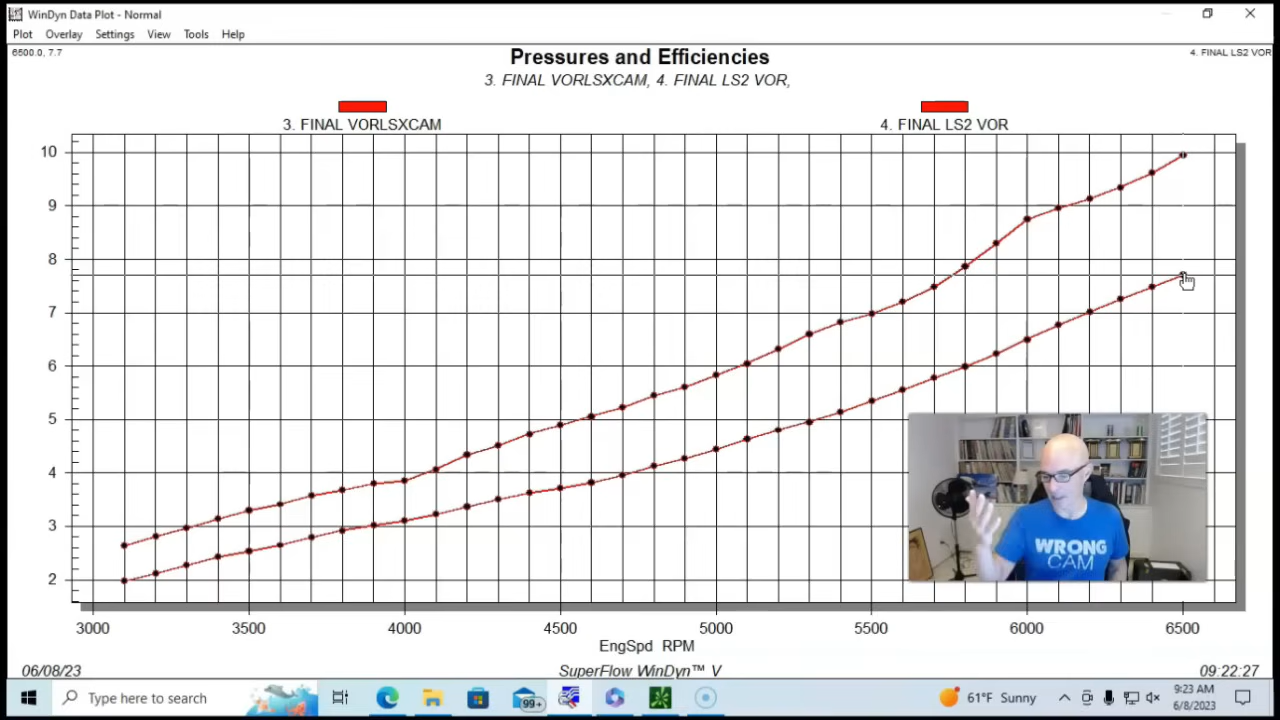 WinDyn Data Plot - Normal
Plot Overlay Settings View Tools Help
6500.0, 7.7
4. FINAL LS2 VOR
Pressures and Efficiencies
3. FINAL VORLSXCAM, 4. FINAL LS2 VOR,
3. FINAL VORLSXCAM
4. FINAL LS2 VOR
10
9
8
7
6
5
4
3
2
WRONG
CAM
3000 3500 4000 4500 5000 5500 6000 6500
EngSpd RPM
06/08/23
SuperFlow WinDyn™ V
09:22:27
Type here to search
99+
61°F Sunny
9:23 AM
6/8/2023